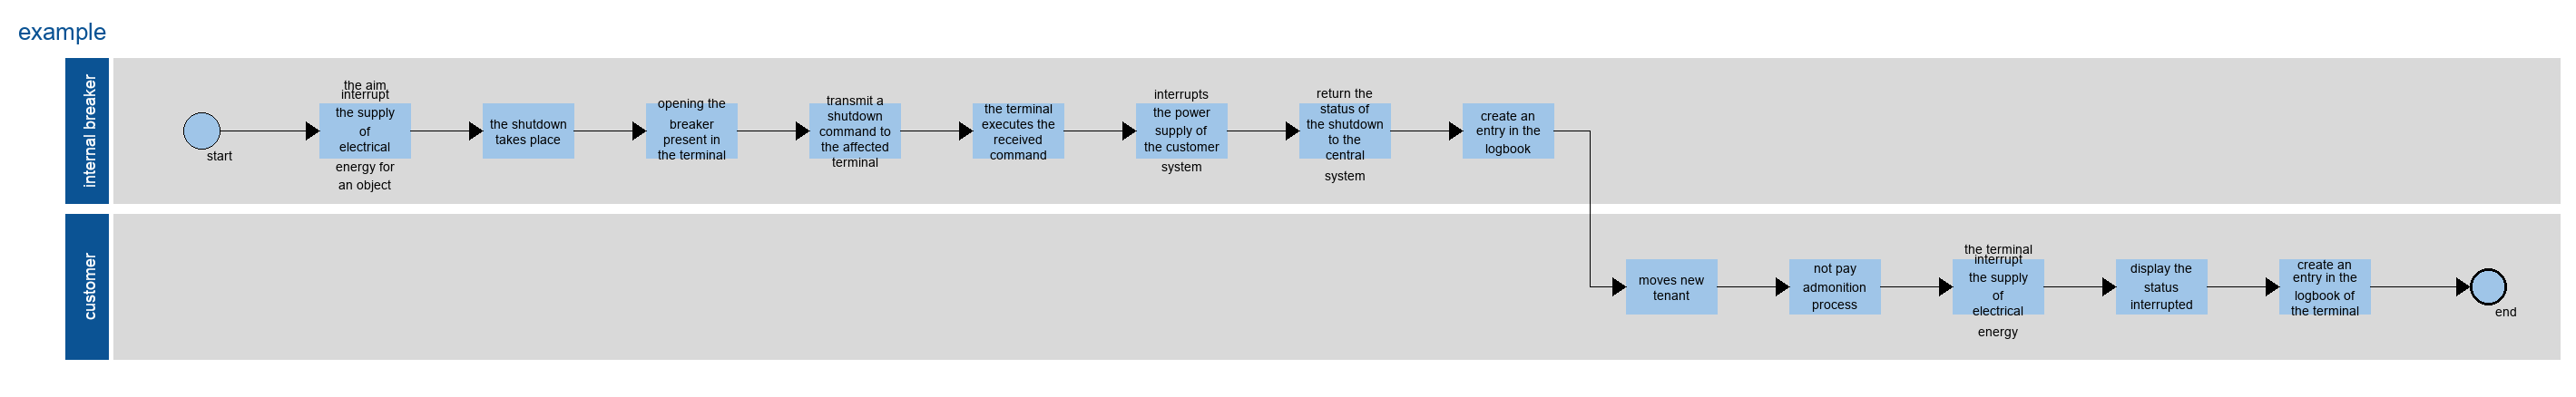 example
internal breaker
start
the aim
interrupt
the supply
of
electrical
energy for
an object
the shutdown
takes place
opening the
breaker
present in
the terminal
transmit a
shutdown
command to
the affected
terminal
the terminal
executes the
received
command
interrupts
the power
supply of
the customer
system
return the
status of
the shutdown
to the
central
system
create an
entry in the
logbook
customer
moves new
tenant
not pay
admonition
process
the terminal
interrupt
the supply
of
electrical
energy
display the
status
interrupted
create an
entry in the
logbook of
the terminal
end